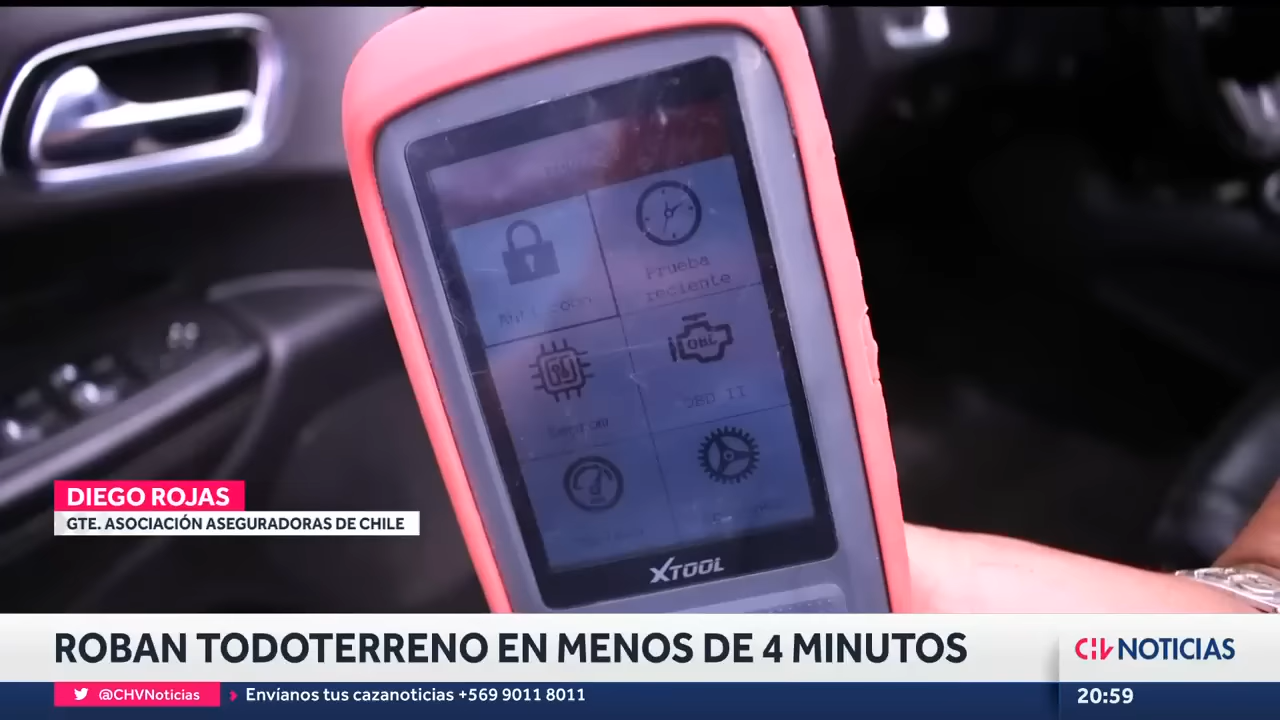 Prueba
reciente
OBD II
XTOOL
DIEGO ROJAS
GTE. ASOCIACIÓN ASEGURADORAS DE CHILE
ROBAN TODOTERRENO EN MENOS DE 4 MINUTOS
CHV NOTICIAS
@CHVNoticias
Envíanos tus cazanoticias +569 9011 8011
20:59